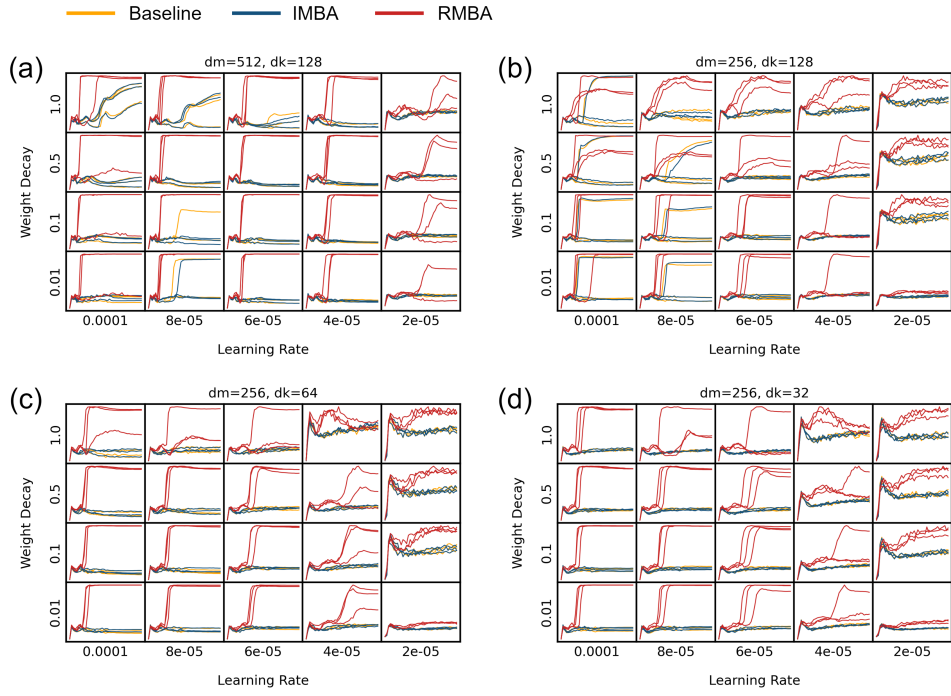 Baseline IMBA RMBA
(a) dm=512, dk=128
Weight Decay
1.0
0.5
0.1
0.01
0.0001 8e-05 6e-05 4e-05 2e-05
Learning Rate
(b) dm=256, dk=128
Weight Decay
1.0
0.5
0.1
0.01
0.0001 8e-05 6e-05 4e-05 2e-05
Learning Rate
(c) dm=256, dk=64
Weight Decay
1.0
0.5
0.1
0.01
0.0001 8e-05 6e-05 4e-05 2e-05
Learning Rate
(d) dm=256, dk=32
Weight Decay
1.0
0.5
0.1
0.01
0.0001 8e-05 6e-05 4e-05 2e-05
Learning Rate